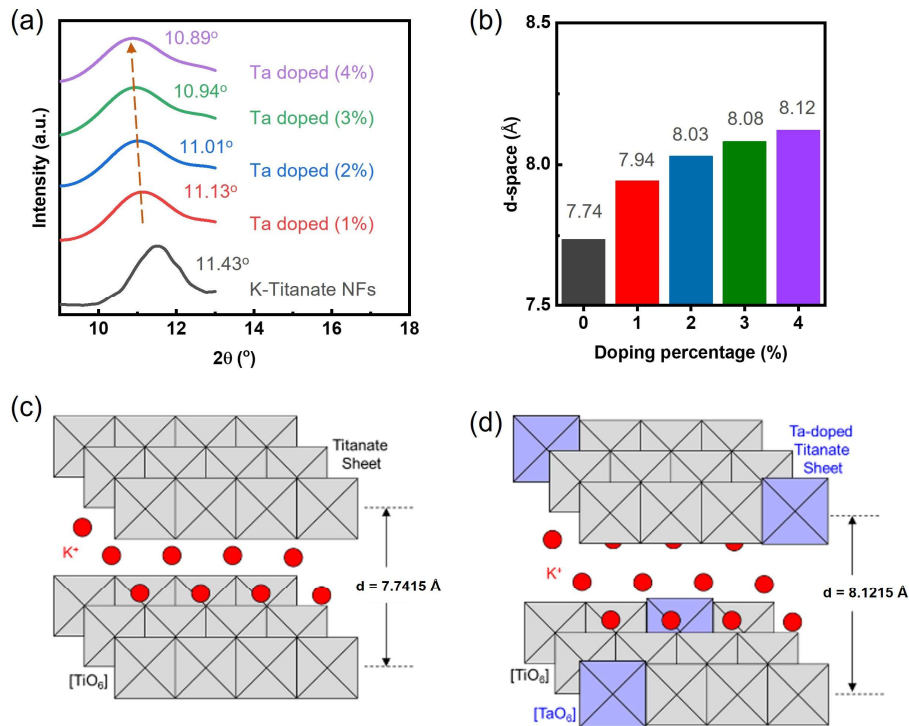 (a)
Intensity (a.u.)
10.89°
Ta doped (4%)
10.94°
Ta doped (3%)
11.01°
Ta doped (2%)
11.13°
Ta doped (1%)
11.43°
K-Titanate NFs
10 12 14 16 18
2θ (°)
(b)
d-space (Å)
8.5
8.0
7.5
7.74
7.94
8.03
8.08
8.12
0 1 2 3 4
Doping percentage (%)
(c)
Titanate
Sheet
K⁺
d = 7.7415 Å
[TiO₆]
(d)
Ta-doped
Titanate
Sheet
K⁺
d = 8.1215 Å
[TiO₆]
[TaO₆]